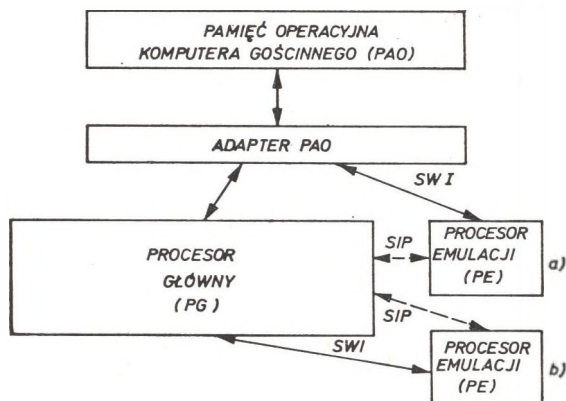 PAMIĘĆ OPERACYJNA
KOMPUTERA GOŚCINNEGO (PAO)
ADAPTER PAO
SWI
PROCESOR
GŁÓWNY
(PG)
SIP
PROCESOR
EMULACJI
(PE)
a)
SIP
SWI
PROCESOR
EMULACJI
(PE)
b)